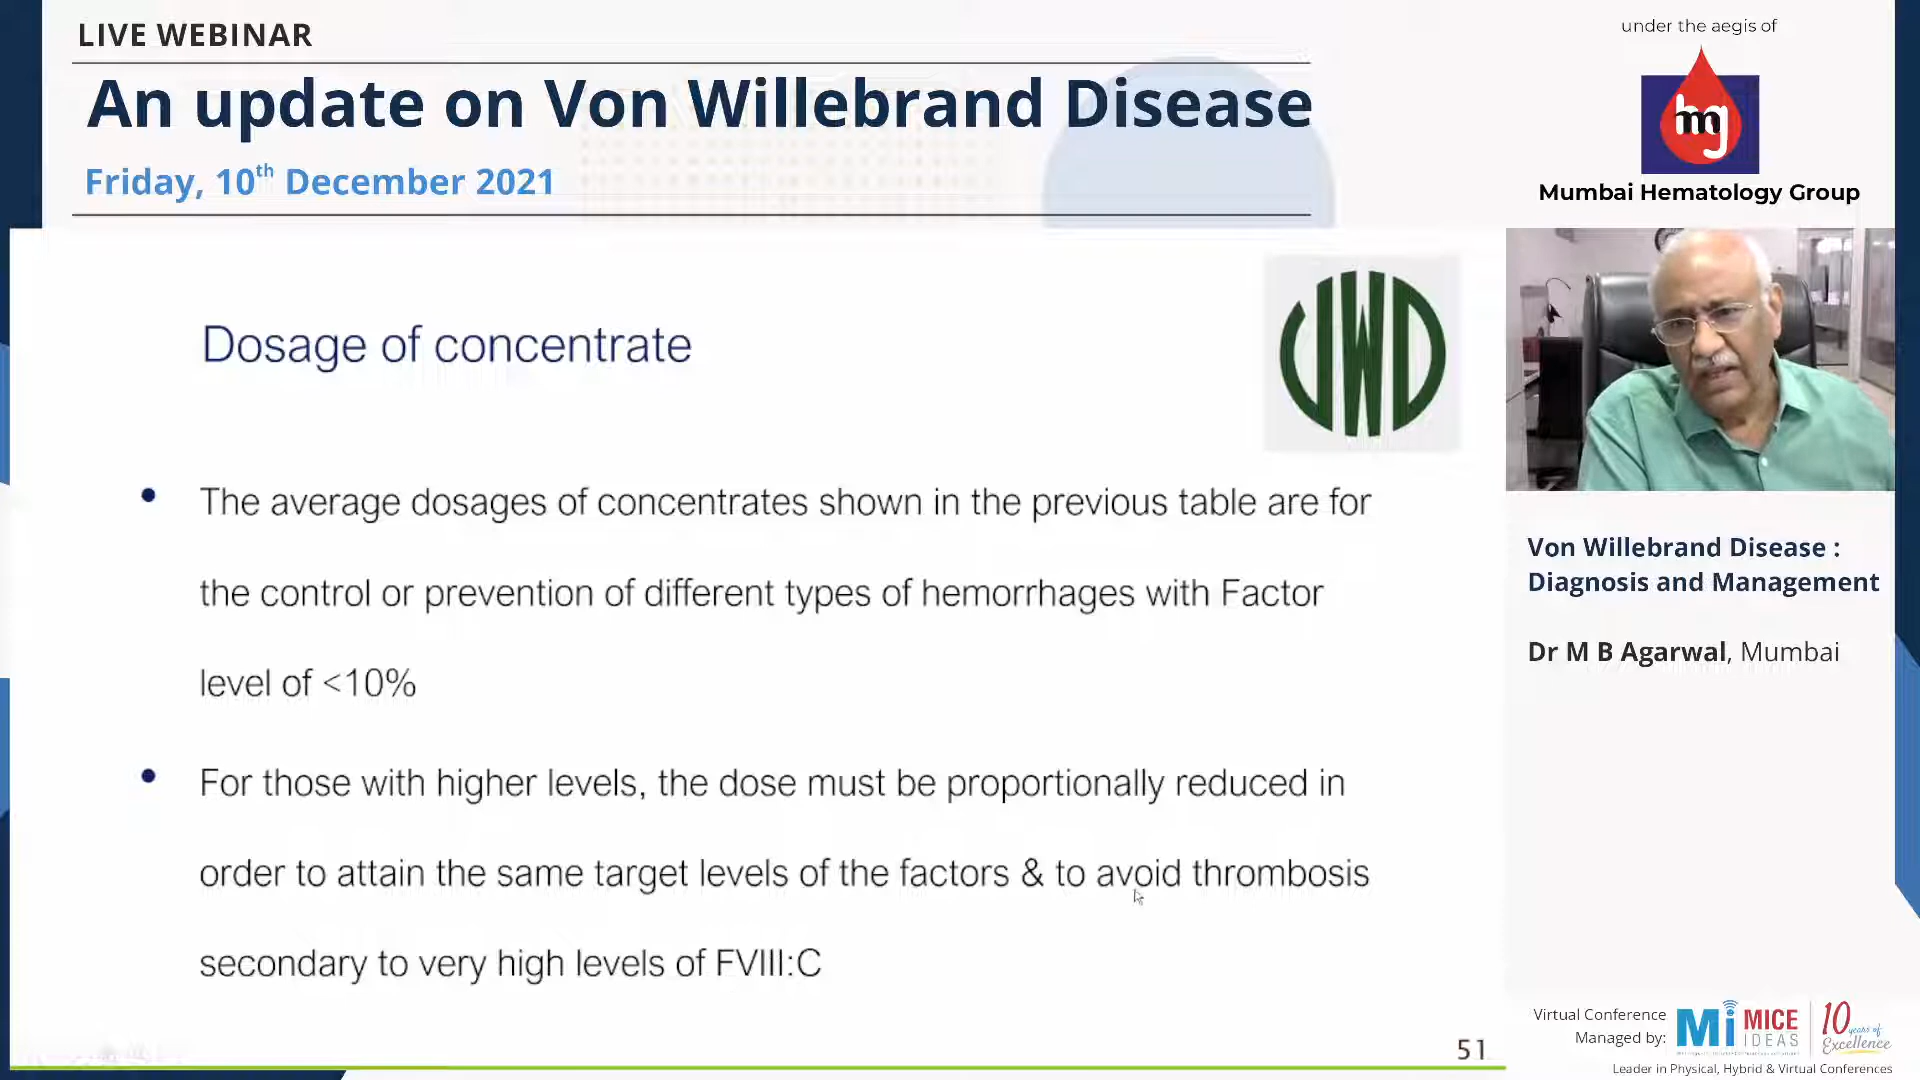 LIVE WEBINAR
An update on Von Willebrand Disease
Friday, 10th December 2021
under the aegis of
hmg
Mumbai Hematology Group
VWD
Dosage of concentrate
• The average dosages of concentrates shown in the previous table are for
the control or prevention of different types of hemorrhages with Factor
level of <10%
• For those with higher levels, the dose must be proportionally reduced in
order to attain the same target levels of the factors & to avoid thrombosis
secondary to very high levels of FVIII:C
51
Von Willebrand Disease :
Diagnosis and Management
Dr M B Agarwal, Mumbai
Virtual Conference
Managed by:
Mi MICE
IDEAS
10
years of
Excellence
Leader in Physical, Hybrid & Virtual Conferences